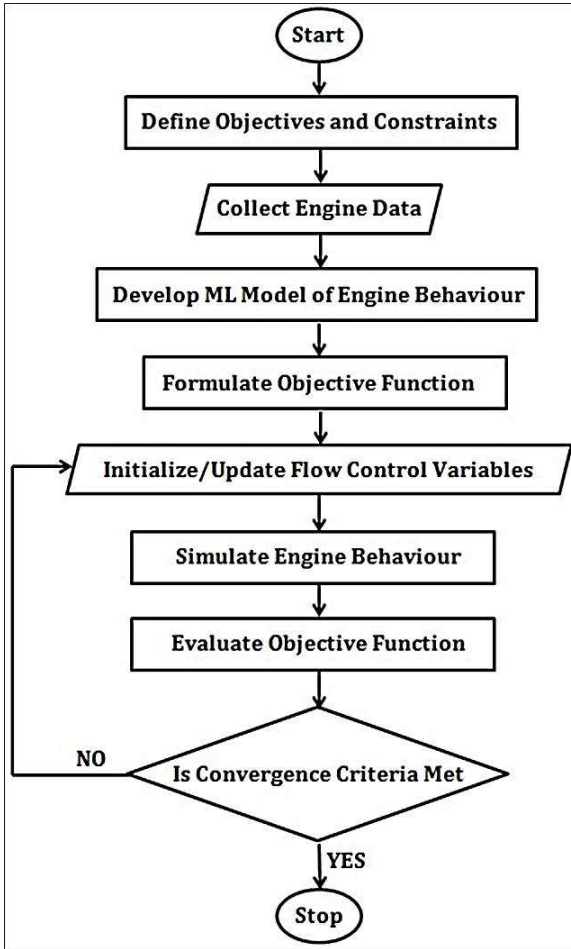 Start
Define Objectives and Constraints
Collect Engine Data
Develop ML Model of Engine Behaviour
Formulate Objective Function
Initialize/Update Flow Control Variables
Simulate Engine Behaviour
Evaluate Objective Function
Is Convergence Criteria Met
NO
YES
Stop